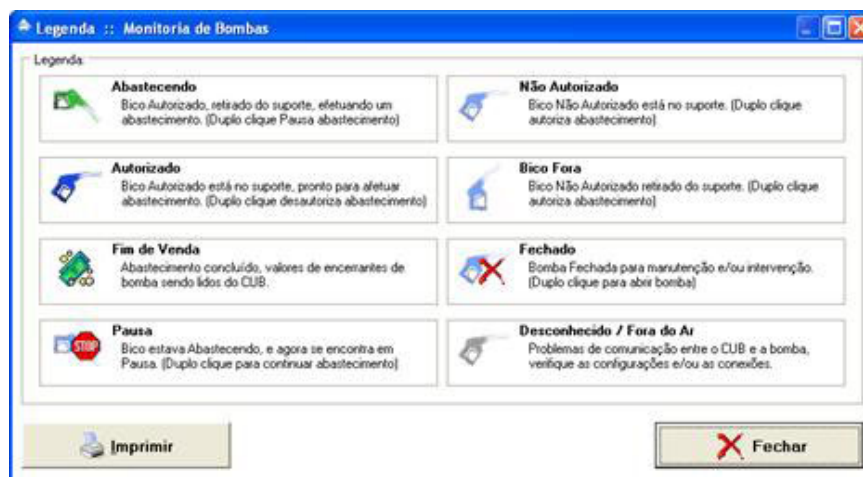 Legenda :: Monitoria de Bombas
Legenda:
Abastecendo
Bico Autorizado, retirado do suporte, efetuando um
abastecimento. (Duplo clique Pausa abastecimento)
Não Autorizado
Bico Não Autorizado está no suporte. (Duplo clique
autoriza abastecimento)
Autorizado
Bico Autorizado está no suporte, pronto para afetuar
abastecimento. (Duplo clique desautoriza abastecimento)
Bico Fora
Bico Não Autorizado retirado do suporte. (Duplo clique
autoriza abastecimento)
Fim de Venda
Abastecimento concluído, valores de encerrantes de
bomba sendo lidos do CUB.
Fechado
Bomba Fechada para manutenção e/ou intervenção.
(Duplo clique para abrir bomba)
Pausa
Bico estava Abastecendo, e agora se encontra em
Pausa. (Duplo clique para continuar abastecimento)
STOP
Desconhecido / Fora do Ar
Problemas de comunicação entre o CUB e a bomba,
verifique as configurações e/ou as conexões.
Imprimir
Fechar